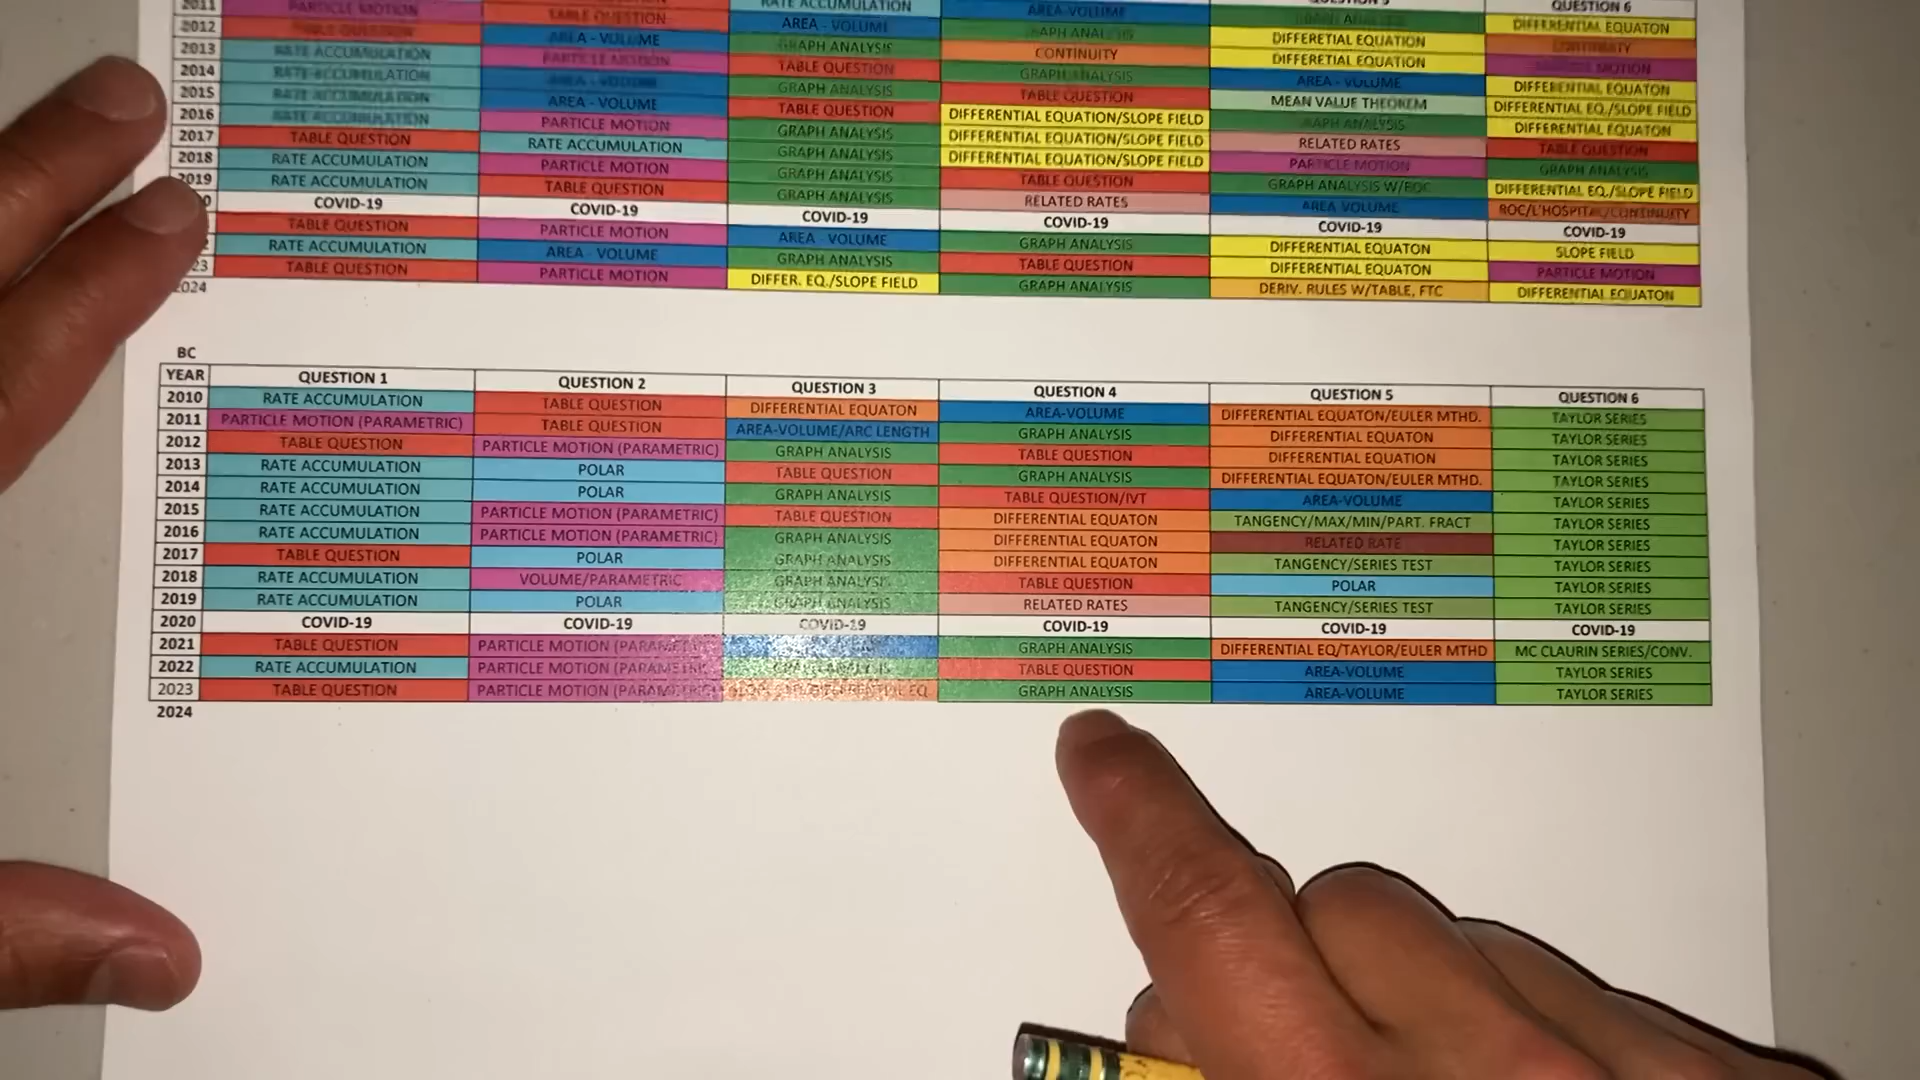 QUESTION 6
RATE ACCUMULATION AREA-VOLUME GRAPH ANALYSIS DIFFERENTIAL EQUATON
2011 PARTICLE MOTION TABLE QUESTION AREA - VOLUME GRAPH ANALYSIS DIFFERETIAL EQUATION CONTINUITY
2012 TABLE QUESTION AREA - VOLUME GRAPH ANALYSIS CONTINUITY DIFFERETIAL EQUATION PARTICLE MOTION
2013 RATE ACCUMULATION PARTICLE MOTION TABLE QUESTION GRAPH ANALYSIS AREA - VOLUME DIFFERENTIAL EQUATON
2014 RATE ACCUMULATION AREA - VOLUME GRAPH ANALYSIS TABLE QUESTION MEAN VALUE THEOREM DIFFERENTIAL EQ./SLOPE FIELD
2015 RATE ACCUMULATION AREA - VOLUME TABLE QUESTION DIFFERENTIAL EQUATION/SLOPE FIELD GRAPH ANALYSIS DIFFERENTIAL EQUATON
2016 RATE ACCUMULATION PARTICLE MOTION GRAPH ANALYSIS DIFFERENTIAL EQUATION/SLOPE FIELD RELATED RATES TABLE QUESTION
2017 TABLE QUESTION RATE ACCUMULATION GRAPH ANALYSIS DIFFERENTIAL EQUATION/SLOPE FIELD PARTICLE MOTION GRAPH ANALYSIS
2018 RATE ACCUMULATION PARTICLE MOTION GRAPH ANALYSIS TABLE QUESTION GRAPH ANALYSIS W/ROC DIFFERENTIAL EQ./SLOPE FIELD
2019 RATE ACCUMULATION TABLE QUESTION GRAPH ANALYSIS RELATED RATES AREA VOLUME ROC/L'HOSPITAL/CONTINUITY
0 COVID-19 COVID-19 COVID-19 COVID-19 COVID-19 COVID-19
TABLE QUESTION PARTICLE MOTION AREA - VOLUME GRAPH ANALYSIS DIFFERENTIAL EQUATON SLOPE FIELD
2 RATE ACCUMULATION AREA - VOLUME GRAPH ANALYSIS TABLE QUESTION DIFFERENTIAL EQUATON PARTICLE MOTION
23 TABLE QUESTION PARTICLE MOTION DIFFER. EQ./SLOPE FIELD GRAPH ANALYSIS DERIV. RULES W/TABLE, FTC DIFFERENTIAL EQUATON
2024
BC
YEAR QUESTION 1 QUESTION 2 QUESTION 3 QUESTION 4 QUESTION 5 QUESTION 6
2010 RATE ACCUMULATION TABLE QUESTION DIFFERENTIAL EQUATON AREA-VOLUME DIFFERENTIAL EQUATON/EULER MTHD. TAYLOR SERIES
2011 PARTICLE MOTION (PARAMETRIC) TABLE QUESTION AREA-VOLUME/ARC LENGTH GRAPH ANALYSIS DIFFERENTIAL EQUATON TAYLOR SERIES
2012 TABLE QUESTION PARTICLE MOTION (PARAMETRIC) GRAPH ANALYSIS TABLE QUESTION DIFFERENTIAL EQUATION TAYLOR SERIES
2013 RATE ACCUMULATION POLAR TABLE QUESTION GRAPH ANALYSIS DIFFERENTIAL EQUATON/EULER MTHD. TAYLOR SERIES
2014 RATE ACCUMULATION POLAR GRAPH ANALYSIS TABLE QUESTION/IVT AREA-VOLUME TAYLOR SERIES
2015 RATE ACCUMULATION PARTICLE MOTION (PARAMETRIC) TABLE QUESTION DIFFERENTIAL EQUATON TANGENCY/MAX/MIN/PART. FRACT TAYLOR SERIES
2016 RATE ACCUMULATION PARTICLE MOTION (PARAMETRIC) GRAPH ANALYSIS DIFFERENTIAL EQUATON RELATED RATE TAYLOR SERIES
2017 TABLE QUESTION POLAR GRAPH ANALYSIS DIFFERENTIAL EQUATON TANGENCY/SERIES TEST TAYLOR SERIES
2018 RATE ACCUMULATION VOLUME/PARAMETRIC GRAPH ANALYSIS TABLE QUESTION POLAR TAYLOR SERIES
2019 RATE ACCUMULATION POLAR GRAPH ANALYSIS RELATED RATES TANGENCY/SERIES TEST TAYLOR SERIES
2020 COVID-19 COVID-19 COVID-19 COVID-19 COVID-19 COVID-19
2021 TABLE QUESTION PARTICLE MOTION (PARAMETRIC) GRAPH ANALYSIS DIFFERENTIAL EQ/TAYLOR/EULER MTHD MC CLAURIN SERIES/CONV.
2022 RATE ACCUMULATION PARTICLE MOTION (PARAMETRIC) GRAPH ANALYSIS TABLE QUESTION AREA-VOLUME TAYLOR SERIES
2023 TABLE QUESTION PARTICLE MOTION (PARAMETRIC) GRAPH ANALYSIS AREA-VOLUME TAYLOR SERIES
2024